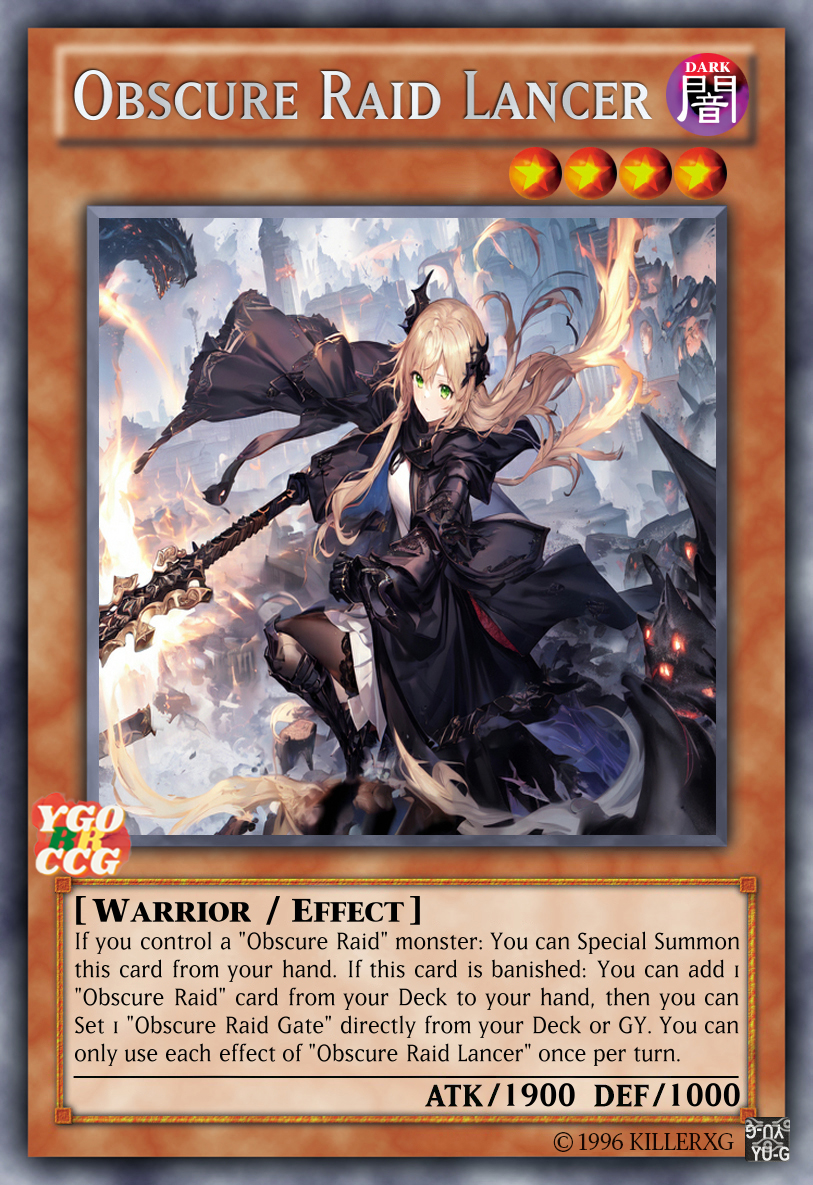 Obscure Raid Lancer
DARK
闇
YGO
RR
CCG
[ Warrior / Effect ]
If you control a "Obscure Raid" monster: You can Special Summon
this card from your hand. If this card is banished: You can add 1
"Obscure Raid" card from your Deck to your hand, then you can
Set 1 "Obscure Raid Gate" directly from your Deck or GY. You can
only use each effect of "Obscure Raid Lancer" once per turn.
ATK/1900 DEF/1000
© 1996 KILLERXG
YU-G